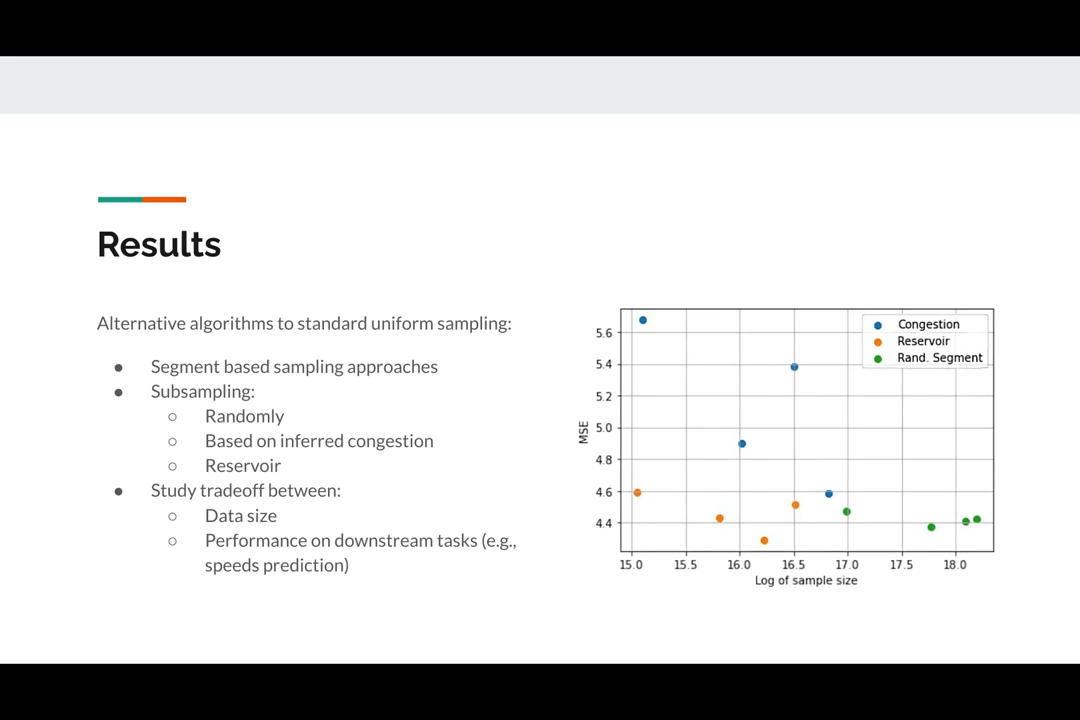 Results
Alternative algorithms to standard uniform sampling:
● Segment based sampling approaches
● Subsampling:
○ Randomly
○ Based on inferred congestion
○ Reservoir
● Study tradeoff between:
○ Data size
○ Performance on downstream tasks (e.g.,
speeds prediction)
Congestion
Reservoir
Rand. Segment
MSE
5.6
5.4
5.2
5.0
4.8
4.6
4.4
15.0 15.5 16.0 16.5 17.0 17.5 18.0
Log of sample size